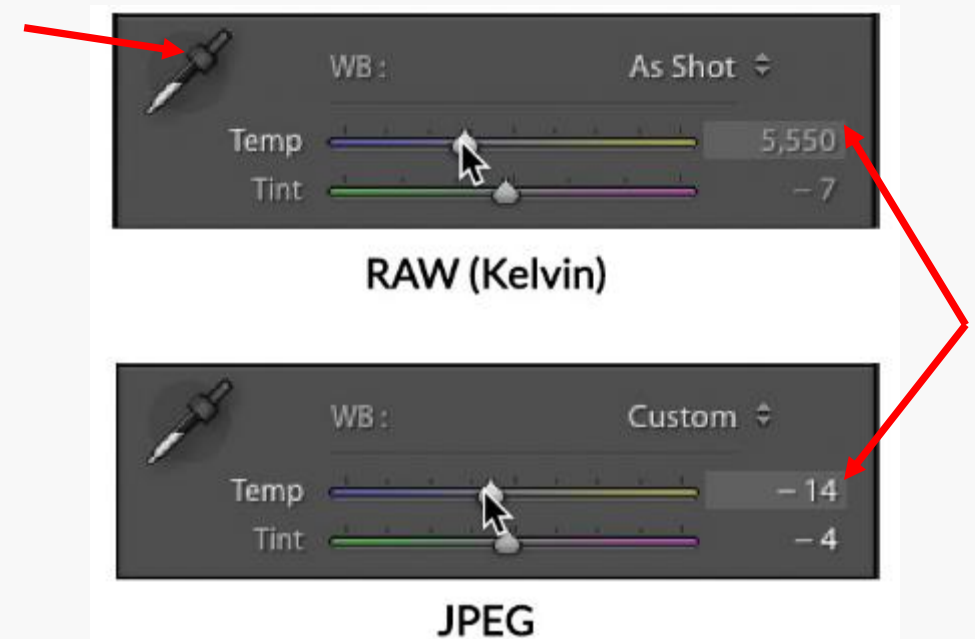 WB: As Shot
Temp 5,550
Tint – 7
RAW (Kelvin)
WB: Custom
Temp – 14
Tint – 4
JPEG